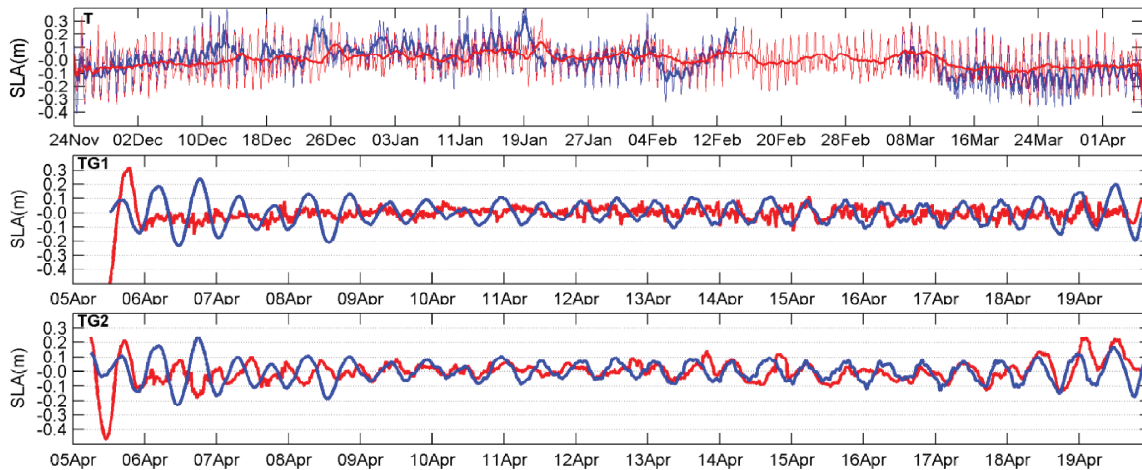 T
SLA(m)
0.3
0.2
0.1
-0.0
-0.1
-0.2
-0.3
-0.4
24Nov 02Dec 10Dec 18Dec 26Dec 03Jan 11Jan 19Jan 27Jan 04Feb 12Feb 20Feb 28Feb 08Mar 16Mar 24Mar 01Apr
TG1
SLA(m)
0.3
0.2
0.1
-0.0
-0.1
-0.2
-0.3
-0.4
05Apr 06Apr 07Apr 08Apr 09Apr 10Apr 11Apr 12Apr 13Apr 14Apr 15Apr 16Apr 17Apr 18Apr 19Apr
TG2
SLA(m)
0.3
0.2
0.1
-0.0
-0.1
-0.2
-0.3
-0.4
05Apr 06Apr 07Apr 08Apr 09Apr 10Apr 11Apr 12Apr 13Apr 14Apr 15Apr 16Apr 17Apr 18Apr 19Apr